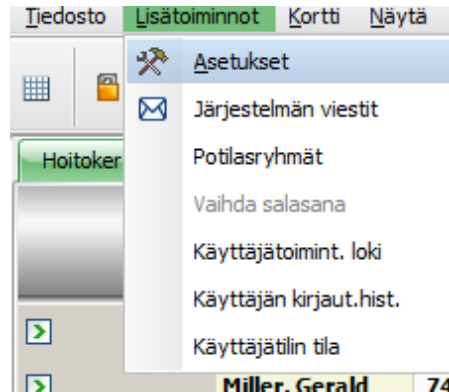 Tiedosto Lisätoiminnot Kortti Näytä
Asetukset
Järjestelmän viestit
Hoitoker
Potilasryhmät
Vaihda salasana
Käyttäjätoimint. loki
Käyttäjän kirjaut.hist.
Käyttäjätilin tila
Miller, Gerald 74